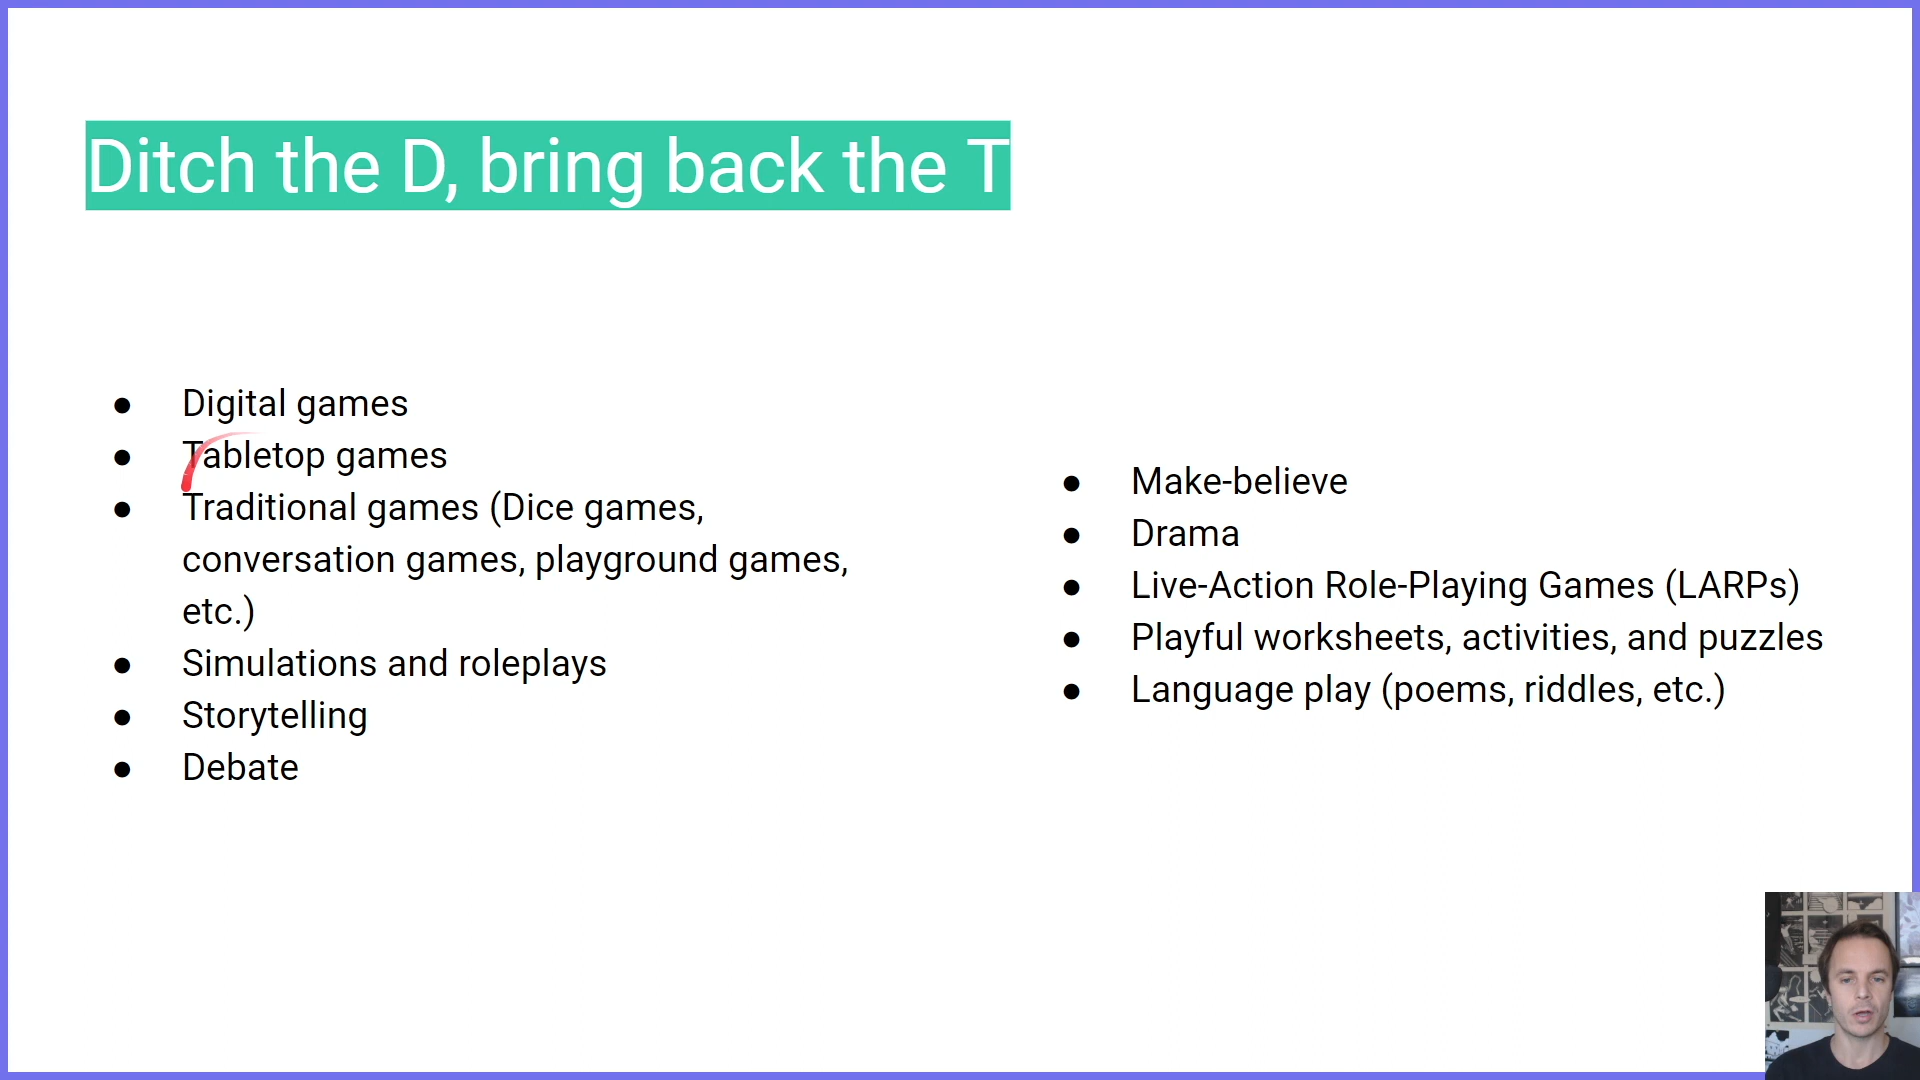 Ditch the D, bring back the T
● Digital games
● Tabletop games
● Traditional games (Dice games,
conversation games, playground games,
etc.)
● Simulations and roleplays
● Storytelling
● Debate
● Make-believe
● Drama
● Live-Action Role-Playing Games (LARPs)
● Playful worksheets, activities, and puzzles
● Language play (poems, riddles, etc.)